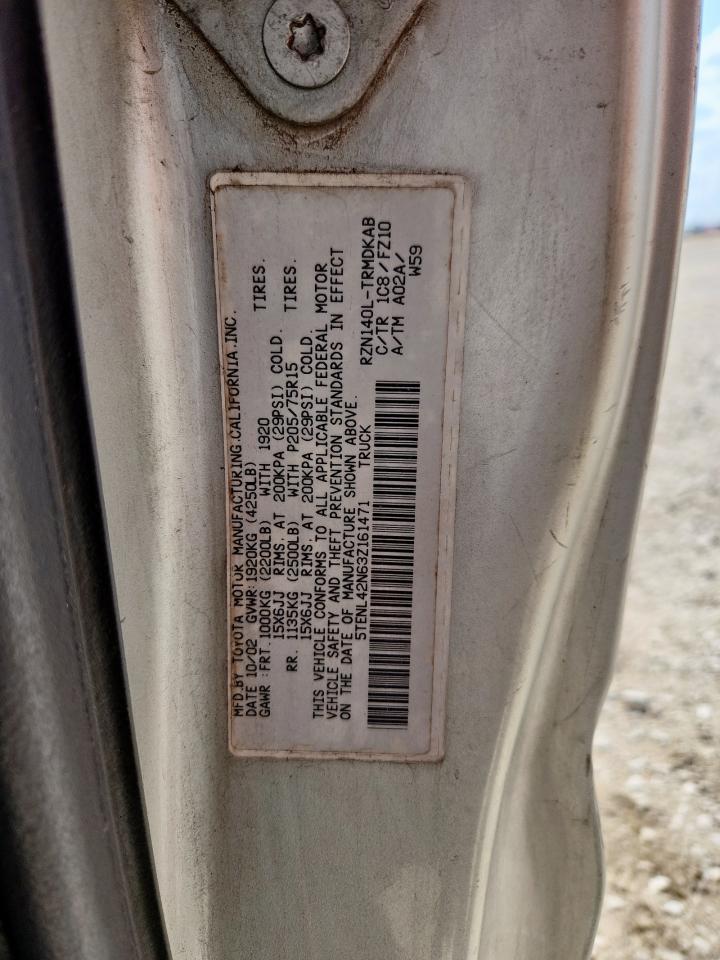 MFD.BY TOYOTA MOTOR MANUFACTURING.CALIFORNIA.INC.
DATE 10/02 GVWR:1920KG (4250LB)
GAWR :FRT.1000KG (2200LB) WITH 1920 TIRES.
15X6JJ RIMS. AT 200KPA (29PSI) COLD.
RR. 1135KG (2500LB) WITH P205/75R15 TIRES.
15X6JJ RIMS. AT 200KPA (29PSI) COLD.
THIS VEHICLE CONFORMS TO ALL APPLICABLE FEDERAL MOTOR
VEHICLE SAFETY AND THEFT PREVENTION STANDARDS IN EFFECT
ON THE DATE OF MANUFACTURE SHOWN ABOVE.
5TENL42N63Z161471 TRUCK
RZN140L-TRMDKAB
C/TR 1C8/FZ10
A/TM A02A/
W59